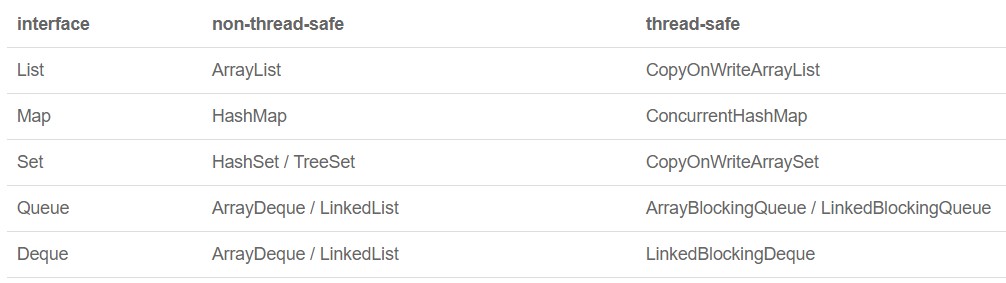 interface non-thread-safe thread-safe
List ArrayList CopyOnWriteArrayList
Map HashMap ConcurrentHashMap
Set HashSet / TreeSet CopyOnWriteArraySet
Queue ArrayDeque / LinkedList ArrayBlockingQueue / LinkedBlockingQueue
Deque ArrayDeque / LinkedList LinkedBlockingDeque